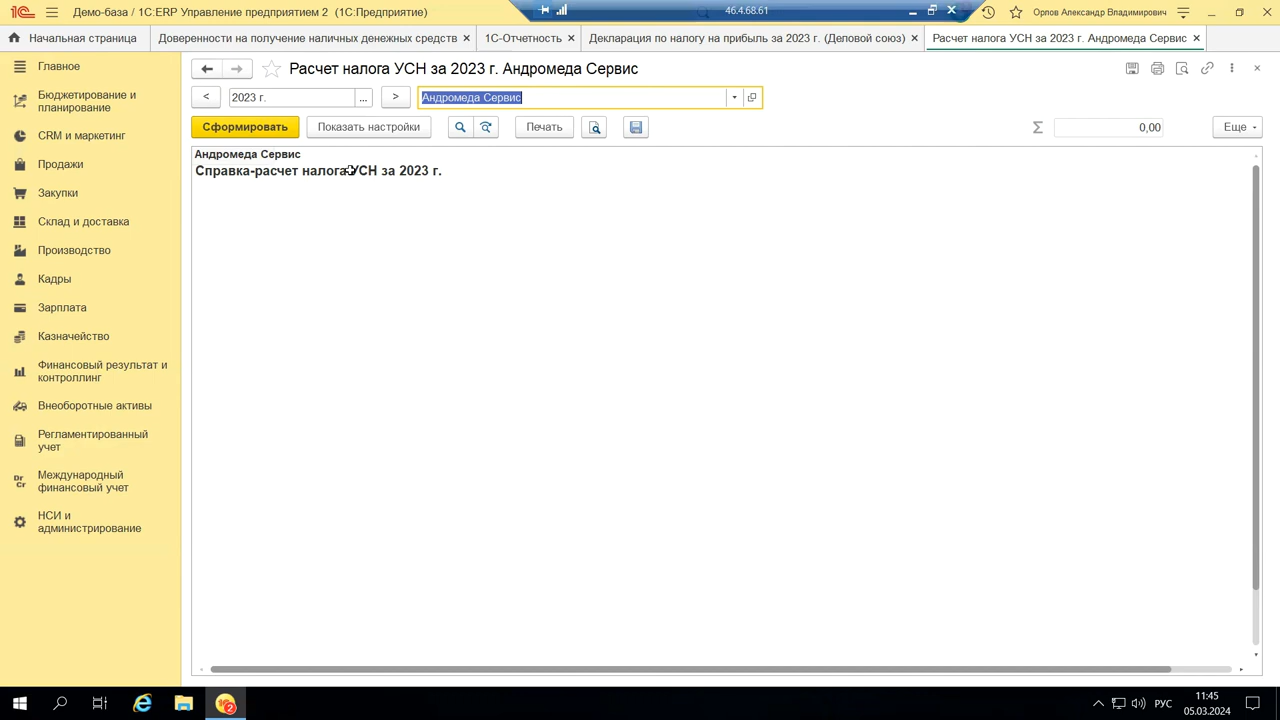 Демо-база / 1С:ERP Управление предприятием 2 (1С:Предприятие)
46.4.68.61
Орлов Александр Владимирович
Начальная страница
Доверенности на получение наличных денежных средств
1С-Отчетность
Декларация по налогу на прибыль за 2023 г. (Деловой союз)
Расчет налога УСН за 2023 г. Андромеда Сервис
Главное
Бюджетирование и
планирование
CRM и маркетинг
Продажи
Закупки
Склад и доставка
Производство
Кадры
Зарплата
Казначейство
Финансовый результат и
контроллинг
Внеоборотные активы
Регламентированный
учет
Международный
финансовый учет
НСИ и
администрирование
Расчет налога УСН за 2023 г. Андромеда Сервис
< 2023 г. ... > Андромеда Сервис
Сформировать Показать настройки Печать Σ 0,00 Еще
Андромеда Сервис
Справка-расчет налога УСН за 2023 г.
РУС
11:45
05.03.2024